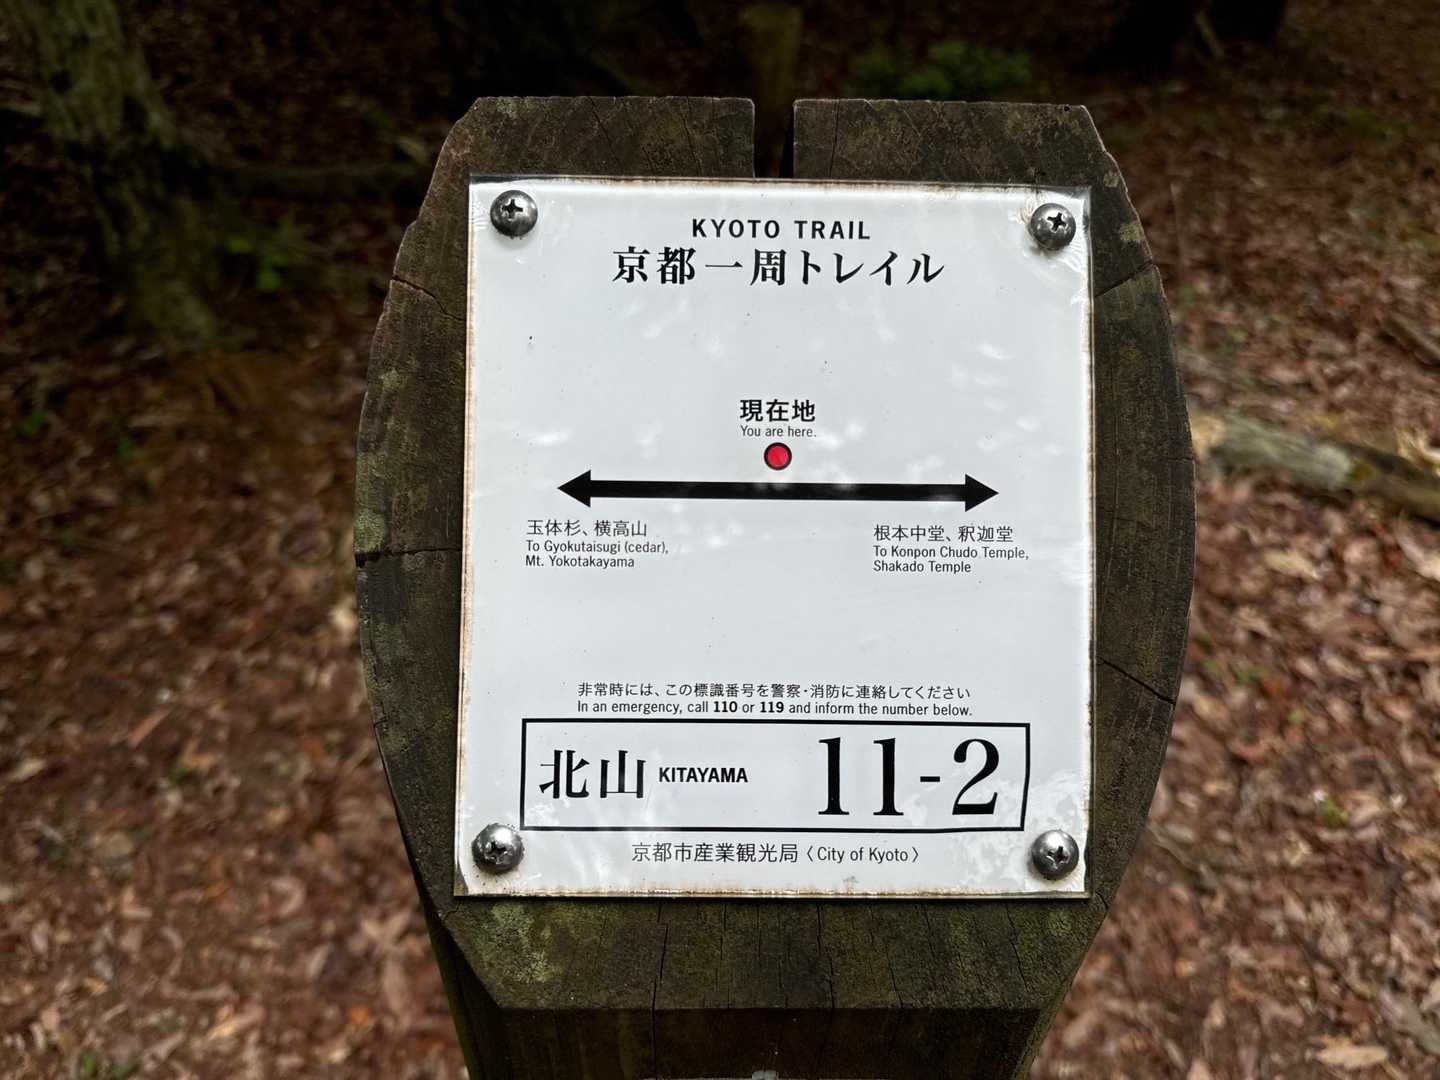 KYOTO TRAIL
京都一周トレイル
現在地
You are here.
玉体杉、横高山
To Gyokutaisugi (cedar),
Mt. Yokotakayama
根本中堂、釈迦堂
To Konpon Chudo Temple,
Shakado Temple
非常時には、この標識番号を警察・消防に連絡してください
In an emergency, call 110 or 119 and inform the number below.
北山 KITAYAMA 11-2
京都市産業観光局〈City of Kyoto〉